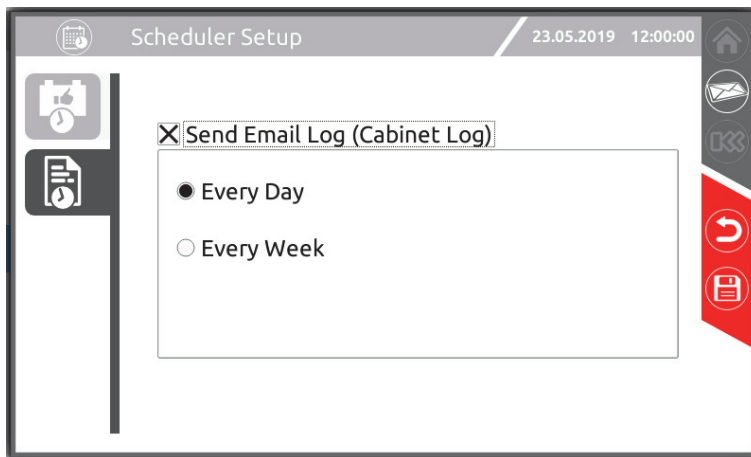 Scheduler Setup
23.05.2019 12:00:00
Send Email Log (Cabinet Log)
Every Day
Every Week